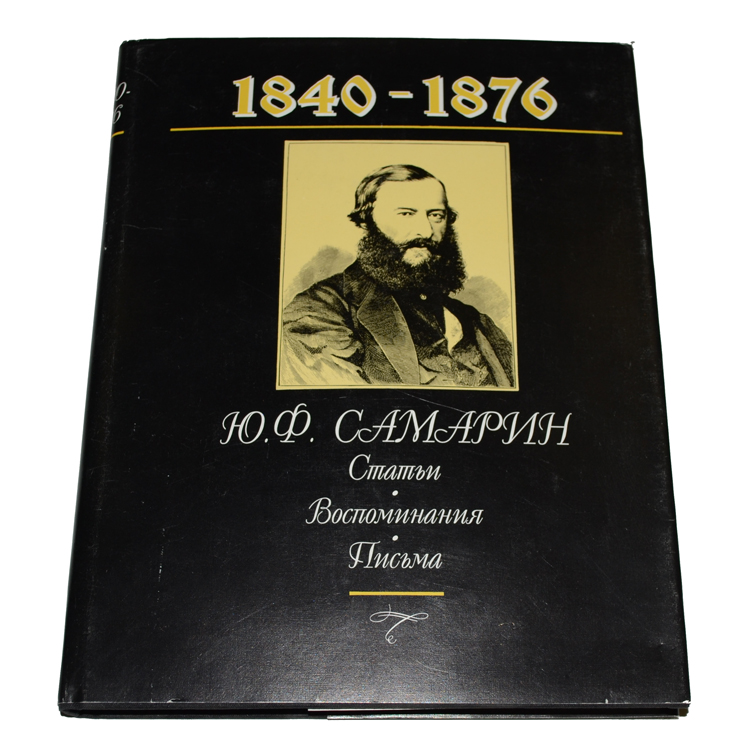 1840-1876
Ю.Ф. САМАРИН
Статьи
•
Воспоминания
•
Письма